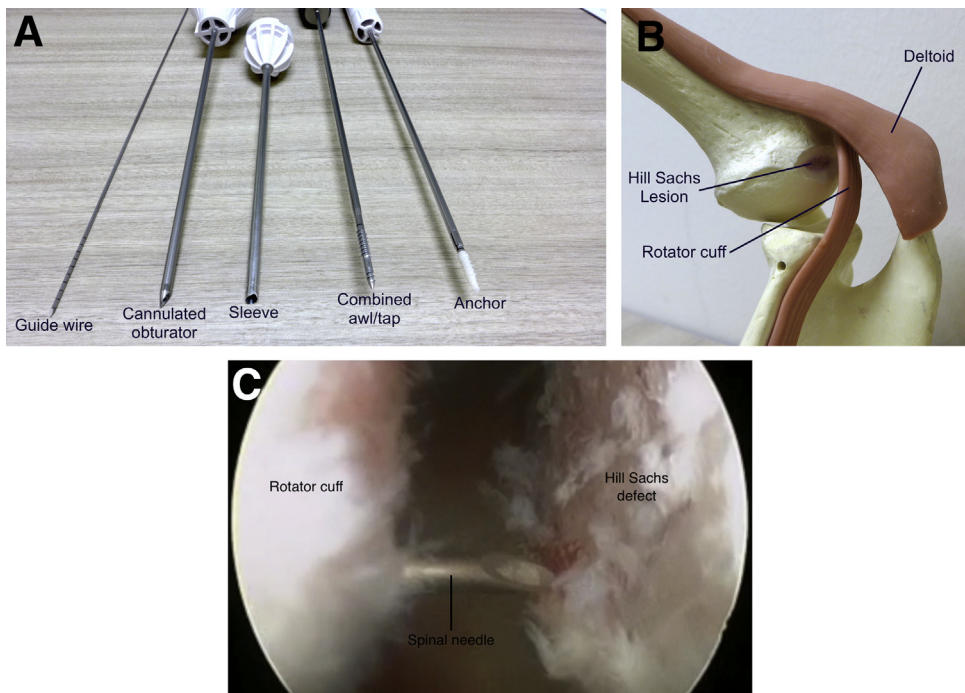 A
Guide wire
Cannulated
obturator
Sleeve
Combined
awl/tap
Anchor
B
Deltoid
Hill Sachs
Lesion
Rotator cuff
C
Rotator cuff
Hill Sachs
defect
Spinal needle